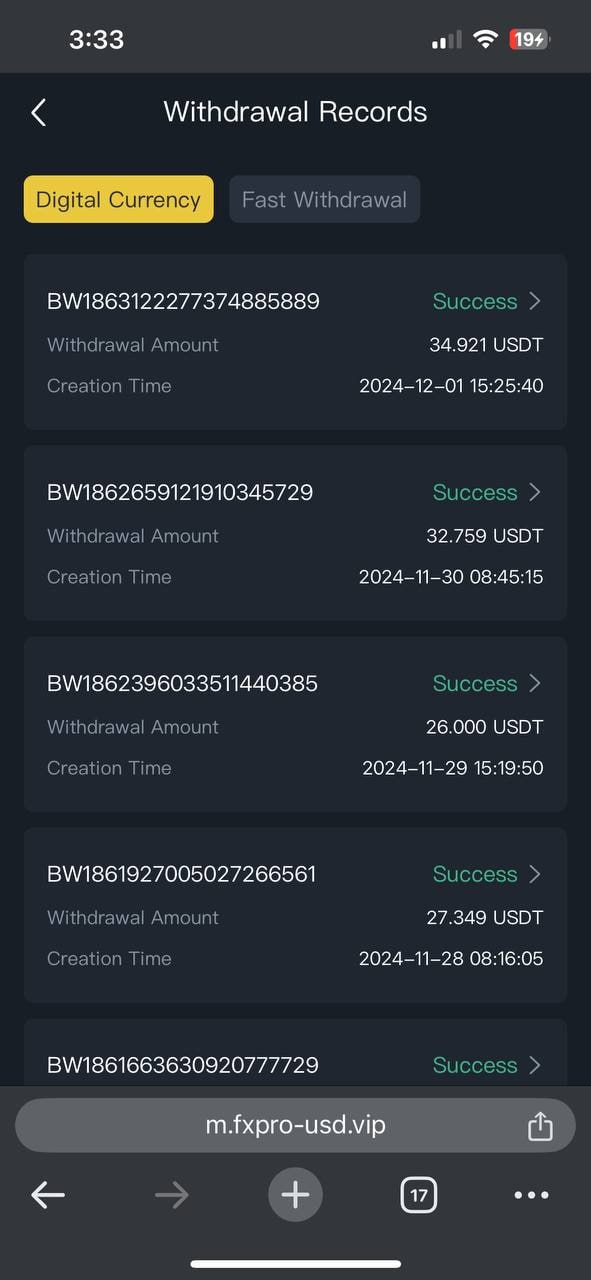 3:33
19
Withdrawal Records
Digital Currency
Fast Withdrawal
BW1863122277374885889
Success
Withdrawal Amount
34.921 USDT
Creation Time
2024-12-01 15:25:40
BW1862659121910345729
Success
Withdrawal Amount
32.759 USDT
Creation Time
2024-11-30 08:45:15
BW1862396033511440385
Success
Withdrawal Amount
26.000 USDT
Creation Time
2024-11-29 15:19:50
BW1861927005027266561
Success
Withdrawal Amount
27.349 USDT
Creation Time
2024-11-28 08:16:05
BW1861663630920777729
Success
m.fxpro-usd.vip
17